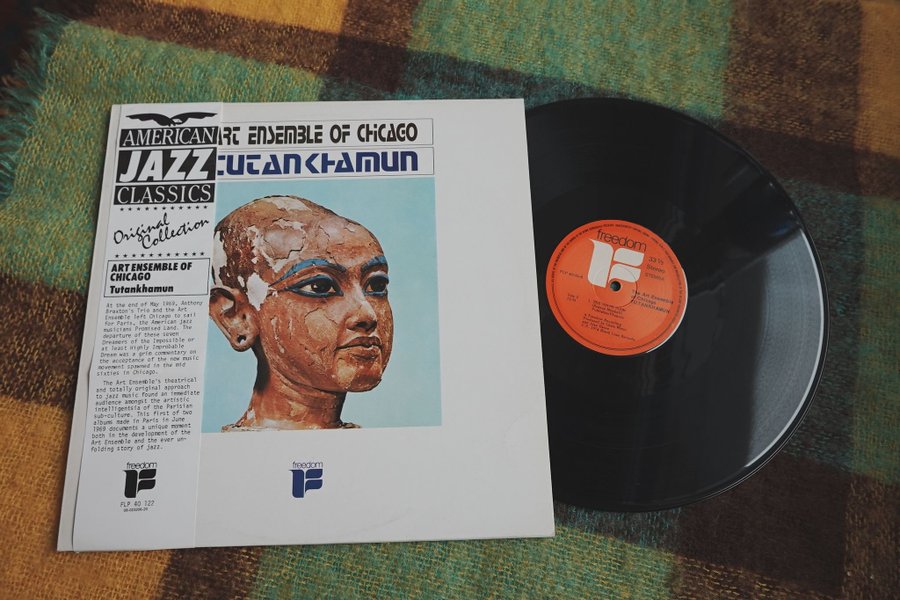 AMERICAN
JAZZ
CLASSICS
Original
Collection
ART ENSEMBLE OF
CHICAGO
Tutankhamun
At the end of May 1969, Anthony
Braxton's Trio and the Art
Ensemble left Chicago to sail
for Paris, the American Jazz
musicians Promised Land. The
departure of these seven
Dreamers of the Impossible or
at least Highly Improbable
Dream was a grim commentary on
the acceptance of the new music
movement spawned in the mid
sixties in Chicago.
The Art Ensemble's theatrical
and totally original approach
to jazz music found an immediate
audience amongst the artistic
intelligentsia of the Parisian
sub-culture. This first of two
albums made in Paris in June
1969 documents a unique moment
both in the development of the
Art Ensemble and the ever un-
folding story of jazz.
freedom
FLP 40 122
ART ENSEMBLE OF CHICAGO
TUTANKHAMUN
freedom
freedom
33⅓
Stereo
The Art Ensemble
of Chicago
TUTANKHAMUN